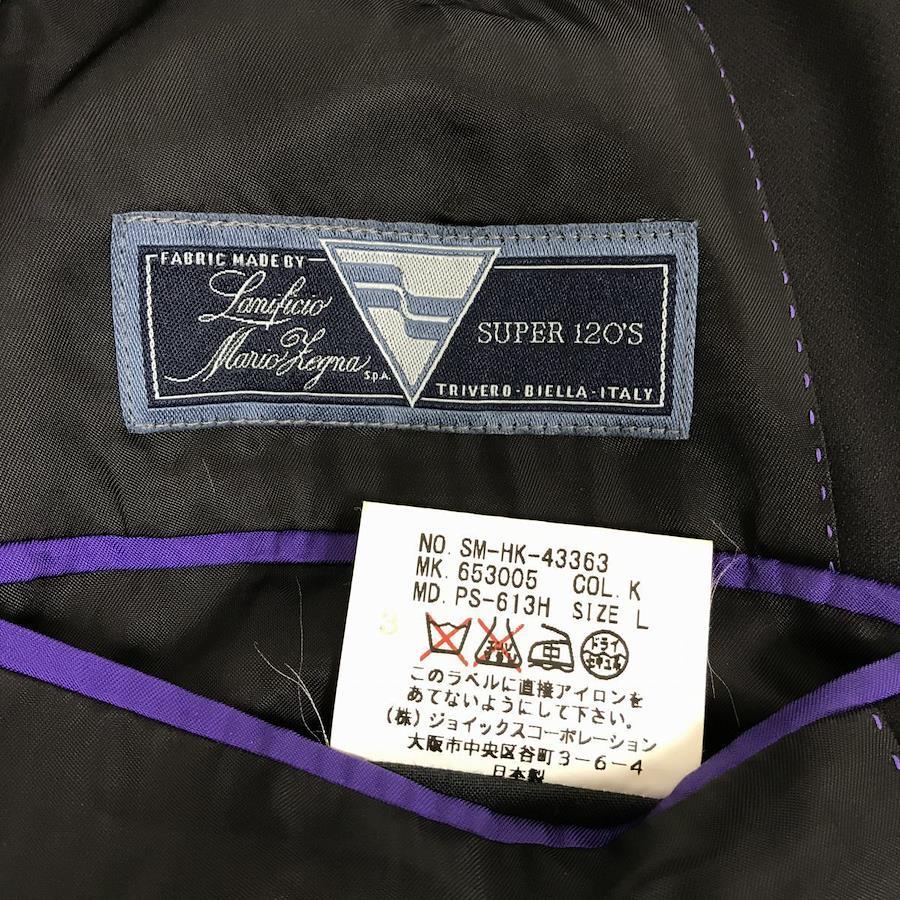 FABRIC MADE BY
Lanificio
Mario Zegna S.p.A.
SUPER 120'S
TRIVERO-BIELLA-ITALY
NO. SM-HK-43363
MK. 653005 COL. K
MD. PS-613H SIZE L
3
中 ドライ
このラベルに直接アイロンを
あてないようにして下さい。
(株) ジョイックスコーポレーション
大阪市中央区谷町3-6-4
日本製